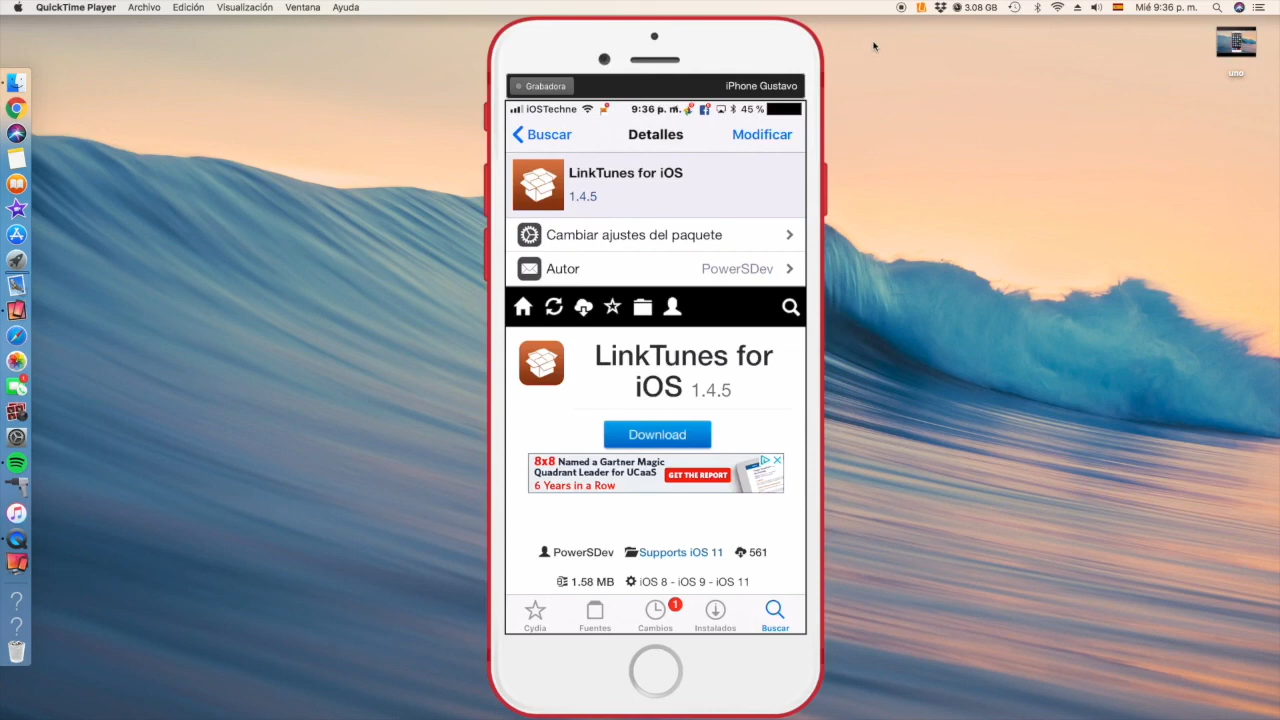 QuickTime Player Archivo Edición Visualización Ventana Ayuda 3.08 GB Mié 9:36 p. m.
uno
Grabadora iPhone Gustavo
iOSTechne 9:36 p. m. 45 %
Buscar Detalles Modificar
LinkTunes for iOS
1.4.5
Cambiar ajustes del paquete
Autor PowerSDev
LinkTunes for
iOS 1.4.5
Download
8x8 Named a Gartner Magic
Quadrant Leader for UCaaS
6 Years in a Row
GET THE REPORT
PowerSDev Supports iOS 11 561
1.58 MB iOS 8 - iOS 9 - iOS 11
1
Cydia Fuentes Cambios Instalados Buscar